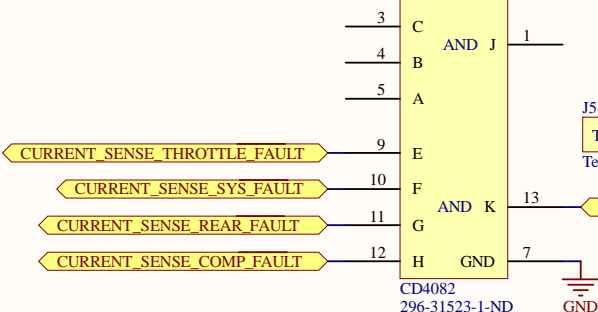 3 C
AND J 1
4 B
5 A
J5
T
Te
CURRENT_SENSE_THROTTLE_FAULT 9 E
CURRENT_SENSE_SYS_FAULT 10 F
AND K 13
CURRENT_SENSE_REAR_FAULT 11 G
CURRENT_SENSE_COMP_FAULT 12 H GND 7
CD4082
296-31523-1-ND
GND